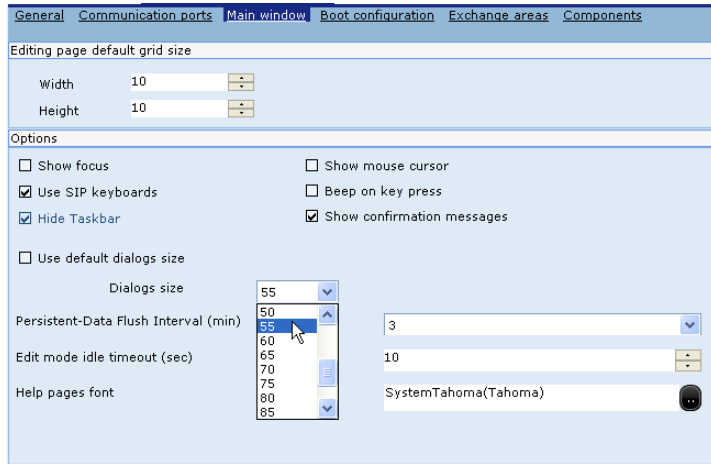 General Communication ports Main window Boot configuration Exchange areas Components
Editing page default grid size
Width 10
Height 10
Options
Show focus Show mouse cursor
Use SIP keyboards Beep on key press
Hide Taskbar Show confirmation messages
Use default dialogs size
Dialogs size 55
50
Persistent-Data Flush Interval (min) 55 3
60
Edit mode idle timeout (sec) 65 10
70
75
Help pages font 80 SystemTahoma(Tahoma) ..
85